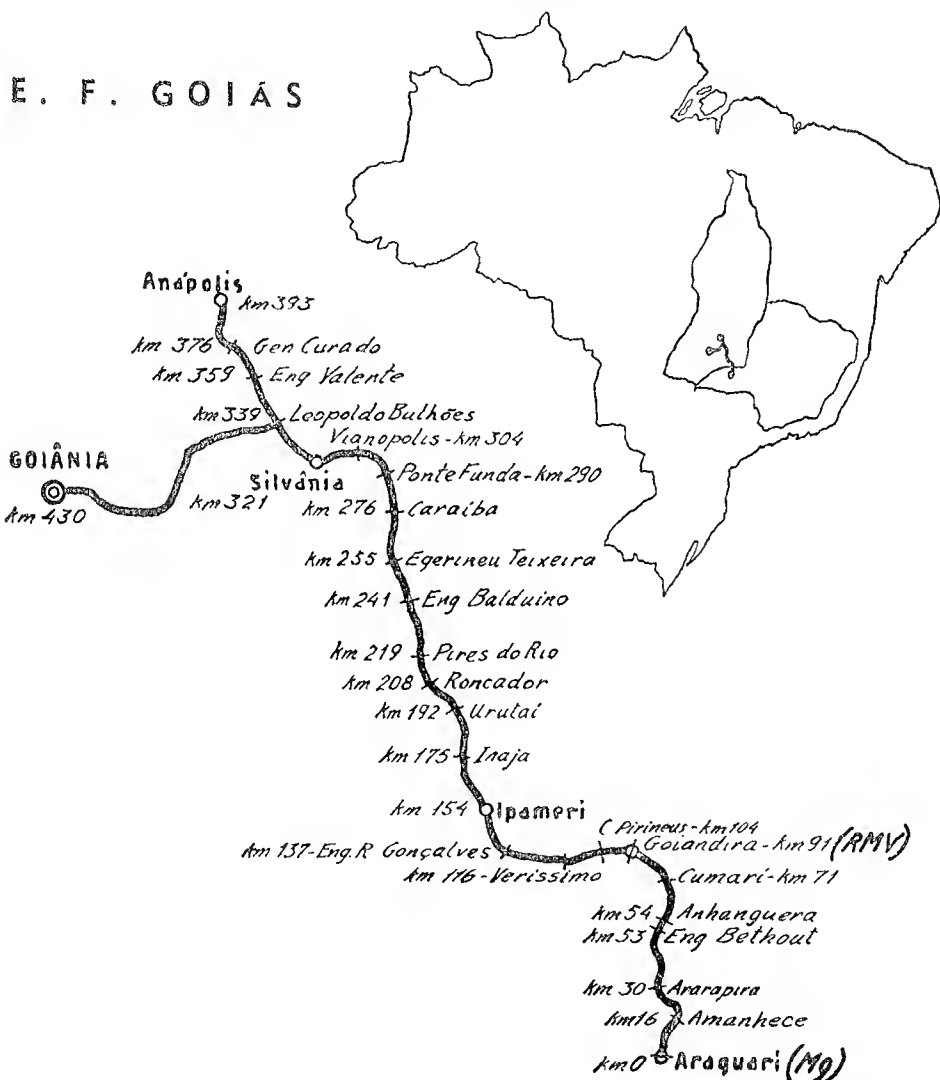 E. F. GOIÁS
Anápolis
km 393
km 376 Gen Curado
km 359 Eng Valente
km 339 Leopoldo Bulhões
Vianopolis - km 304
GOIÂNIA
km 430
Silvânia
km 321
Ponte Funda - km 290
km 276 Caraiba
km 255 Egerineu Teixeira
km 241 Eng Balduino
km 219 Pires do Rio
km 208 Roncador
km 192 Urutai
km 175 Inaja
km 154 Ipameri
C Pirineus - km 104
km 137 - Eng. R Gonçalves
Goiandira - km 91 (RMV)
km 116 - Verissimo
Cumari - km 71
km 54 Anhanguera
km 53 Eng Bethout
km 30 Ararapira
km 16 Amanhece
km 0 Araguari (Mg)